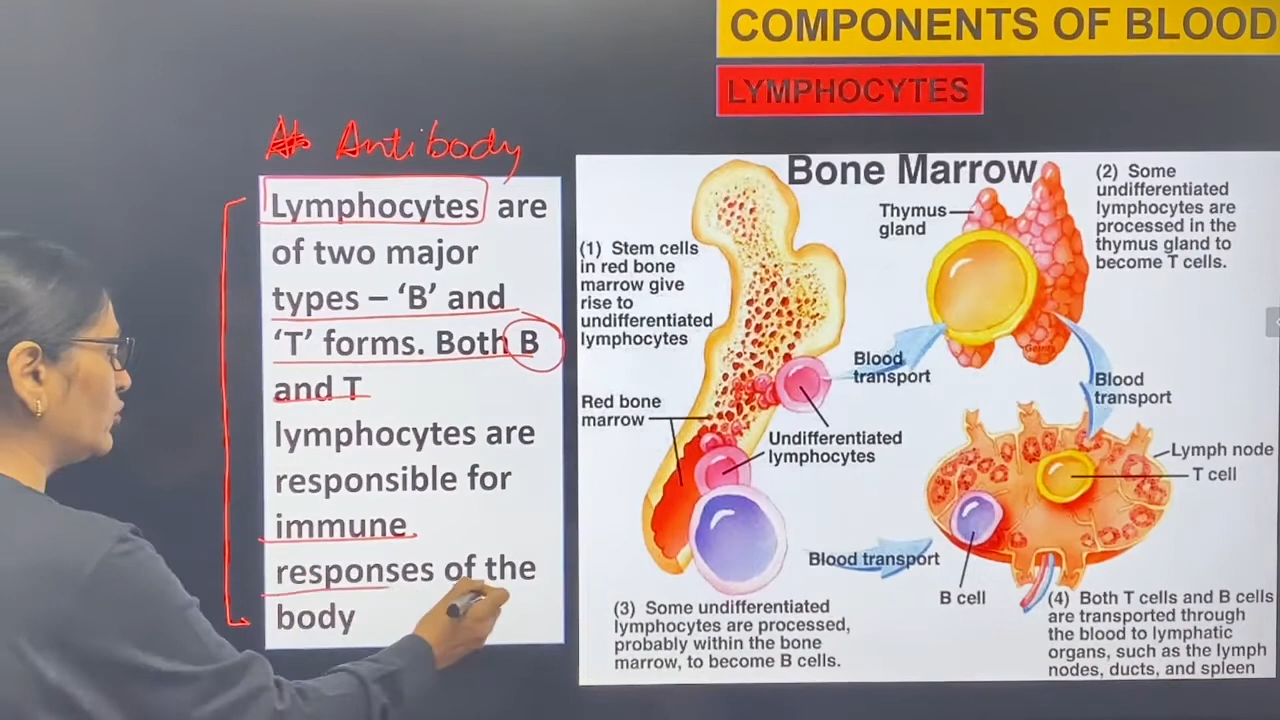 COMPONENTS OF BLOOD
LYMPHOCYTES
Antibody
Lymphocytes are
of two major
types – ‘B’ and
‘T’ forms. Both B
and T
lymphocytes are
responsible for
immune
responses of the
body
Bone Marrow
(1) Stem cells
in red bone
marrow give
rise to
undifferentiated
lymphocytes
Red bone
marrow
Undifferentiated
lymphocytes
Thymus
gland
(2) Some
undifferentiated
lymphocytes are
processed in the
thymus gland to
become T cells.
Blood
transport
Blood
transport
Lymph node
T cell
Blood transport
B cell
(3) Some undifferentiated
lymphocytes are processed,
probably within the bone
marrow, to become B cells.
(4) Both T cells and B cells
are transported through
the blood to lymphatic
organs, such as the lymph
nodes, ducts, and spleen